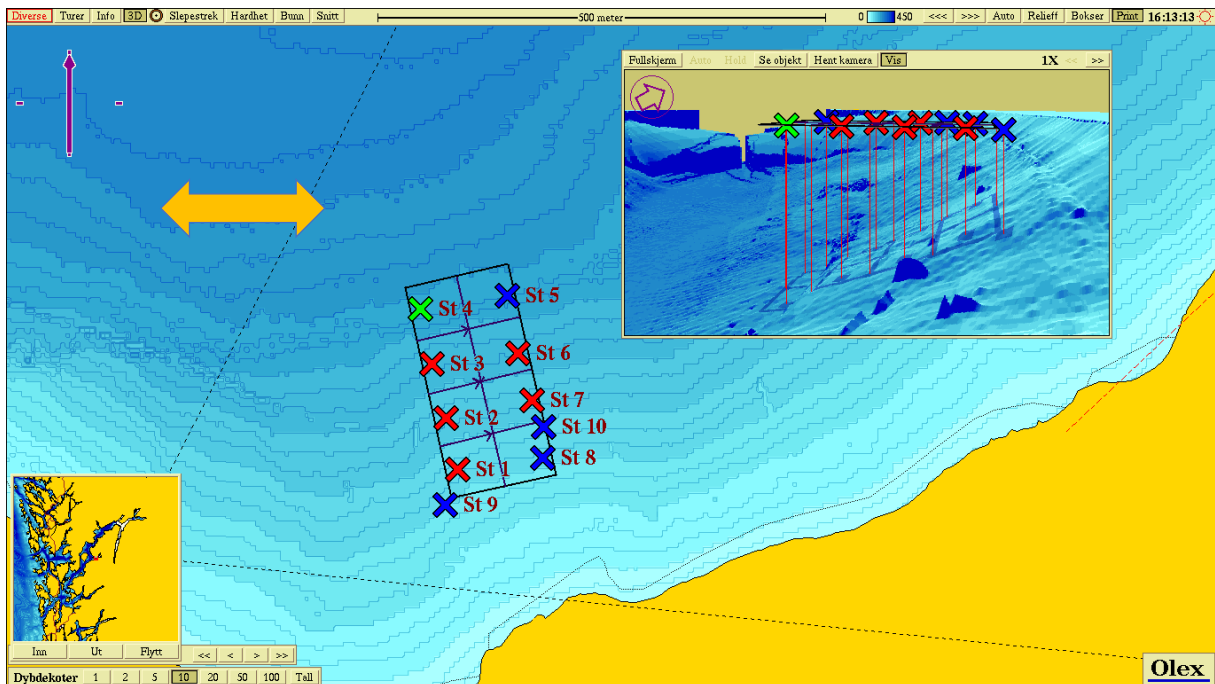 Diverse Turer Info 3D Slepestrek Hardhet Bunn Snitt 500 meter 0 450 <<< >>> Auto Relieff Bokser Print 16:13:13
Fullskjerm Auto Hold Se objekt Hent kamera Vis 1X << >>
St 4
St 5
St 3
St 6
St 2
St 7
St 10
St 1
St 8
St 9
Inn Ut Flytt << < > >>
Dybdekoter 1 2 5 10 20 50 100 Tall
Olex